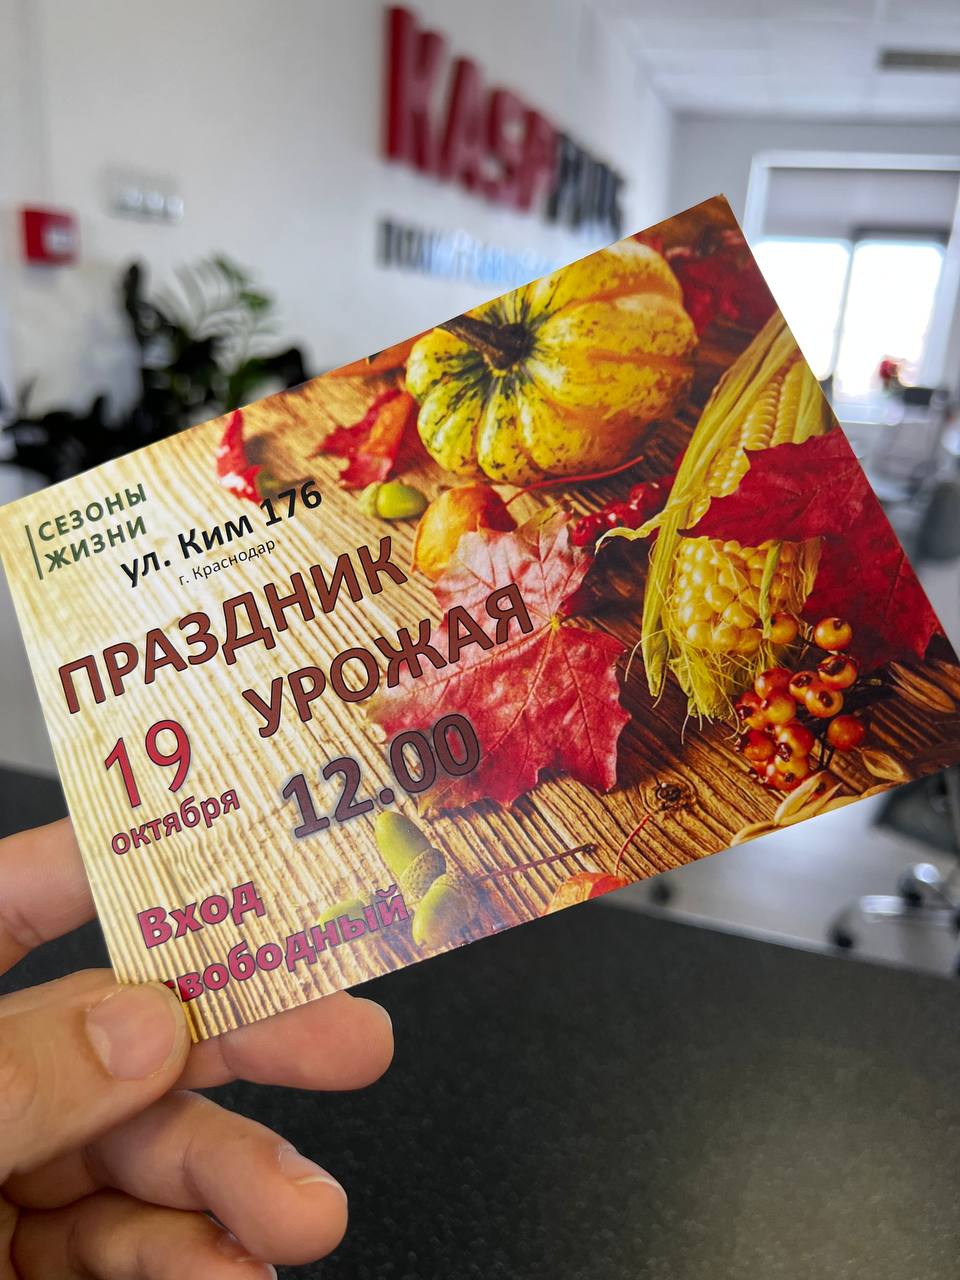 СЕЗОНЫ
ЖИЗНИ
ул. Ким 176
г. Краснодар
ПРАЗДНИК
УРОЖАЯ
19
октября
12.00
Вход
свободный